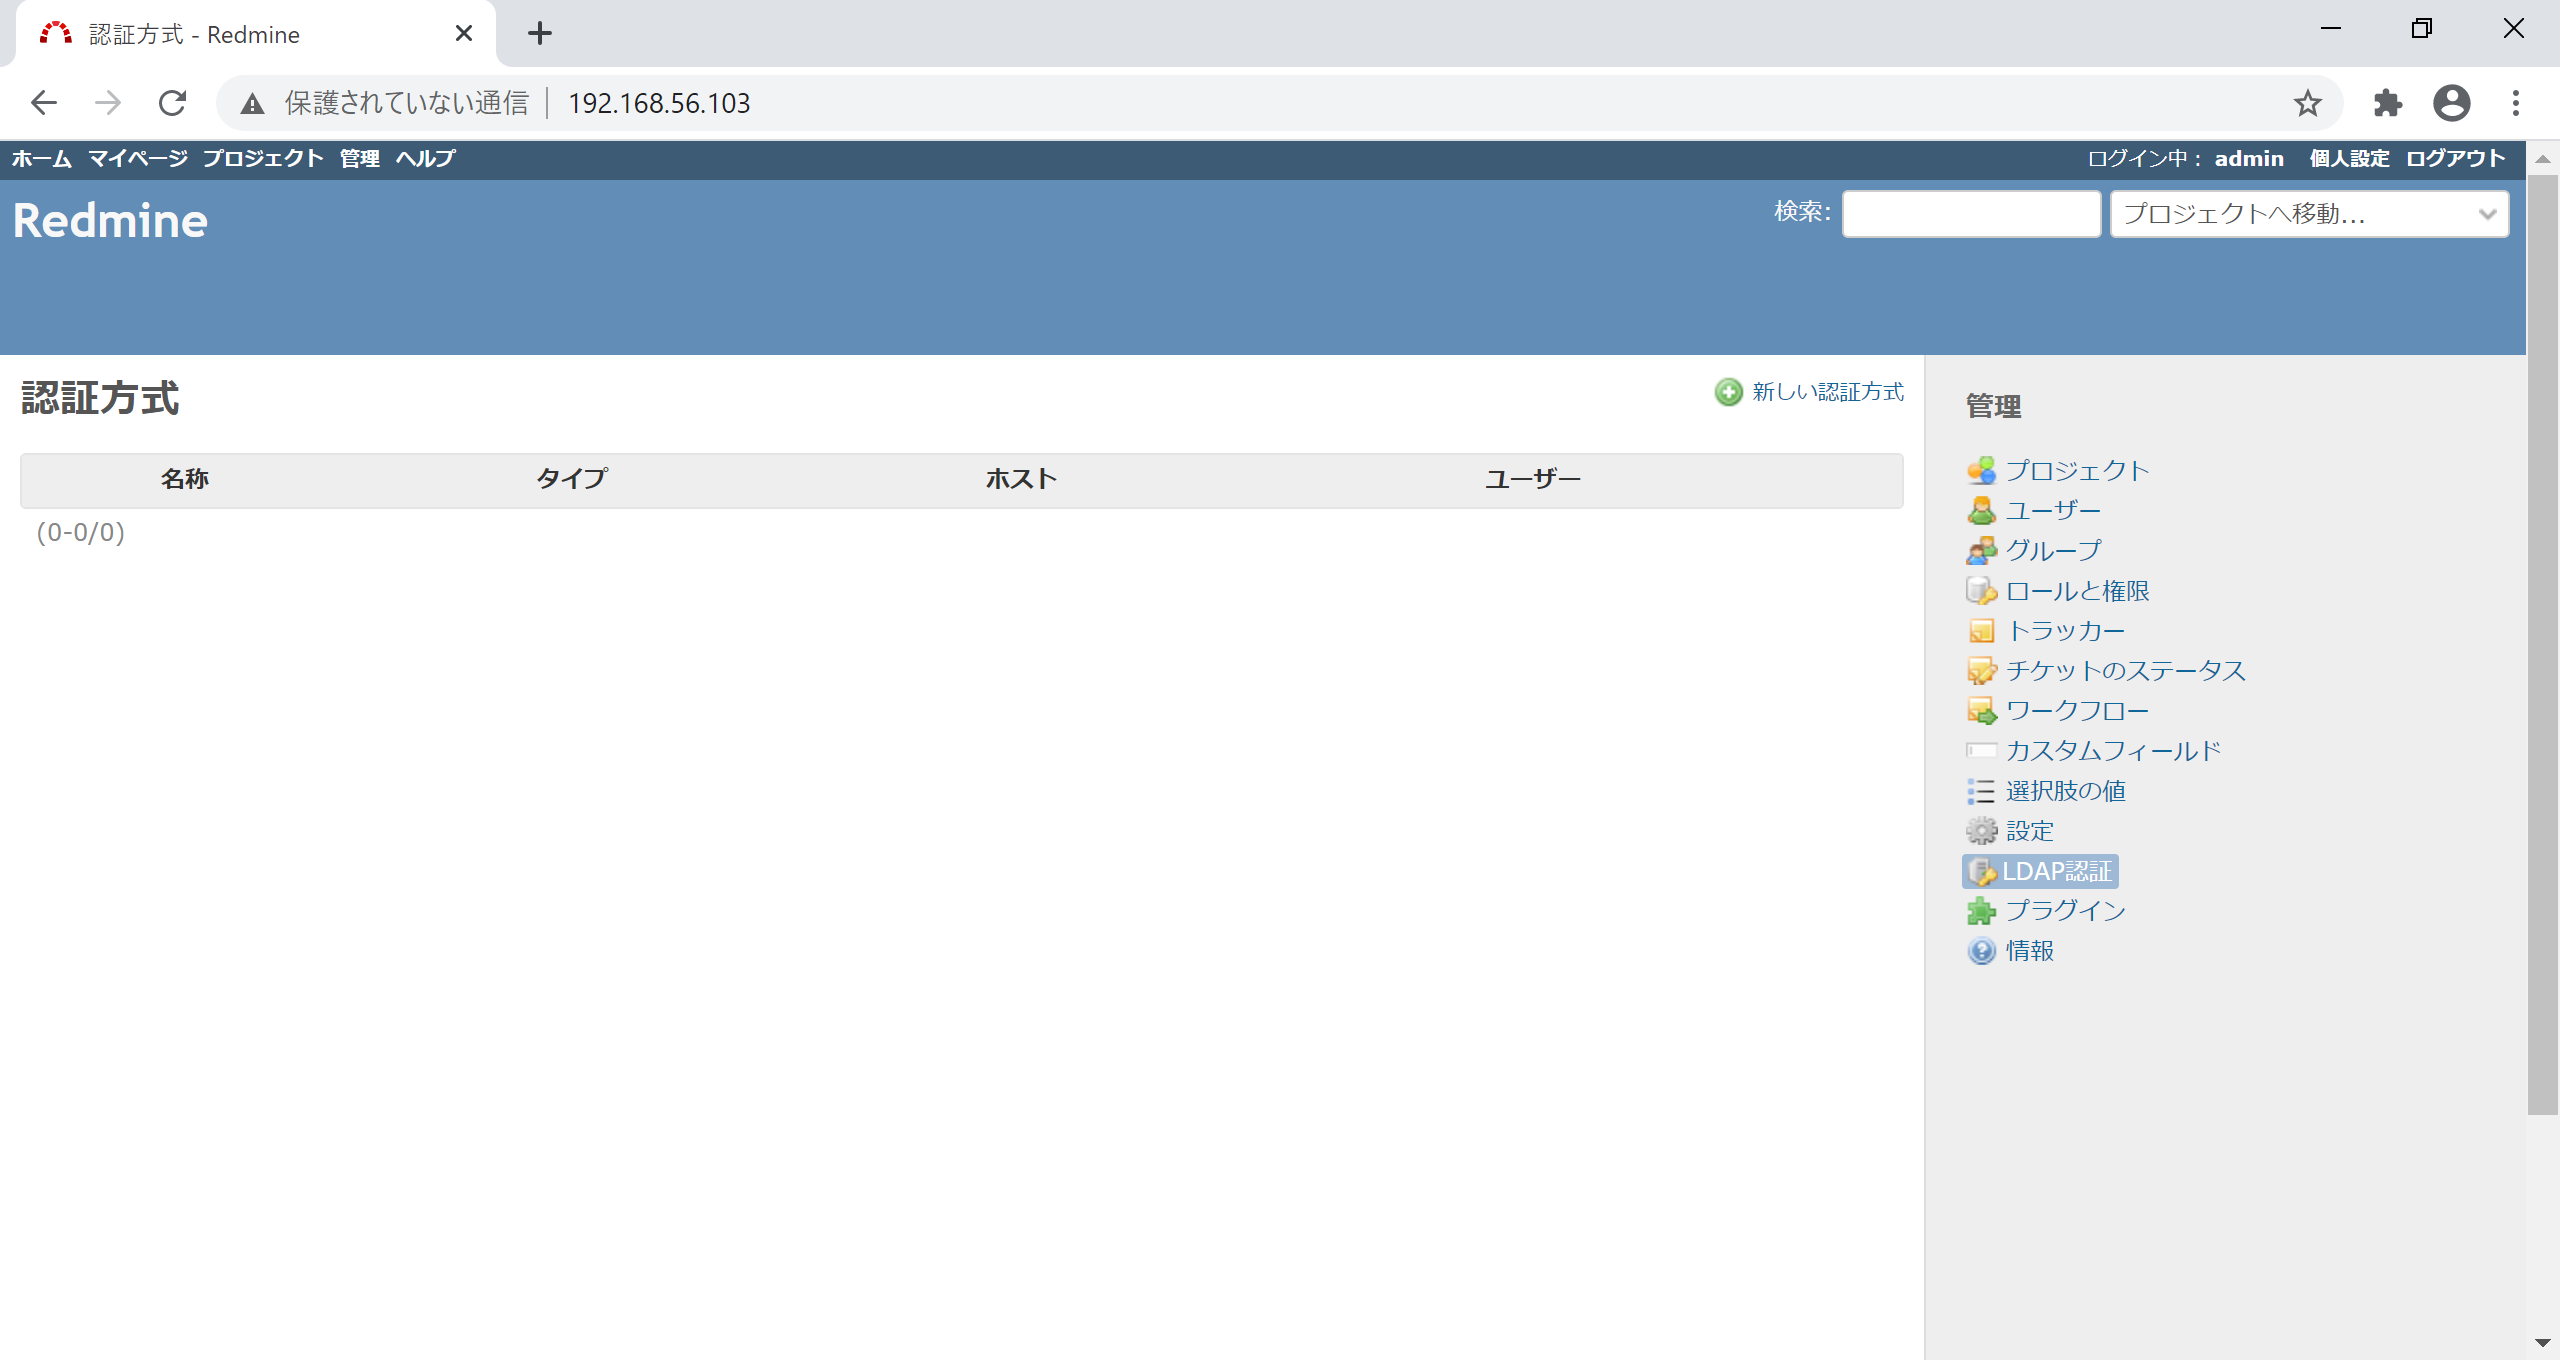 認証方式 - Redmine
保護されていない通信 | 192.168.56.103
ホーム マイページ プロジェクト 管理 ヘルプ ログイン中： admin 個人設定 ログアウト
Redmine
検索: プロジェクトへ移動...
認証方式
新しい認証方式
名称 タイプ ホスト ユーザー
(0-0/0)
管理
プロジェクト
ユーザー
グループ
ロールと権限
トラッカー
チケットのステータス
ワークフロー
カスタムフィールド
選択肢の値
設定
LDAP認証
プラグイン
情報